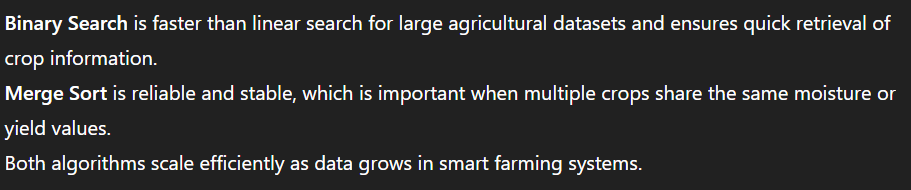 Binary Search is faster than linear search for large agricultural datasets and ensures quick retrieval of
crop information.
Merge Sort is reliable and stable, which is important when multiple crops share the same moisture or
yield values.
Both algorithms scale efficiently as data grows in smart farming systems.